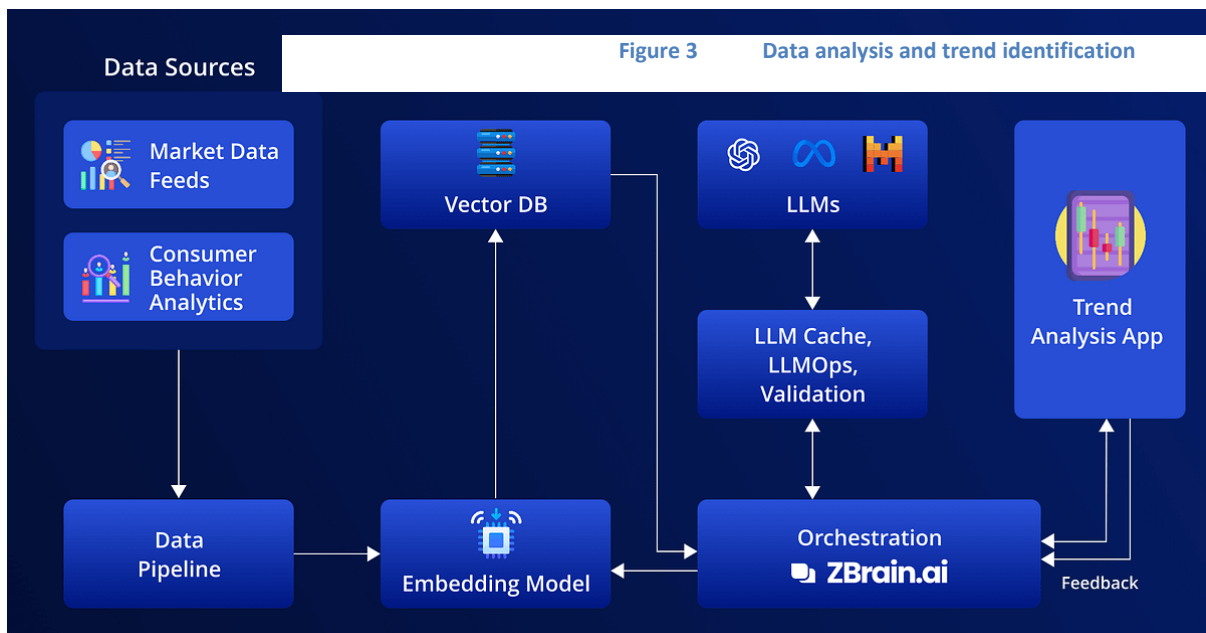 Figure 3 Data analysis and trend identification
Data Sources
Market Data
Feeds
Consumer
Behavior
Analytics
Vector DB
LLMs
Trend
Analysis App
LLM Cache,
LLMOps,
Validation
Data
Pipeline
Embedding Model
Orchestration
ZBrain.ai
Feedback